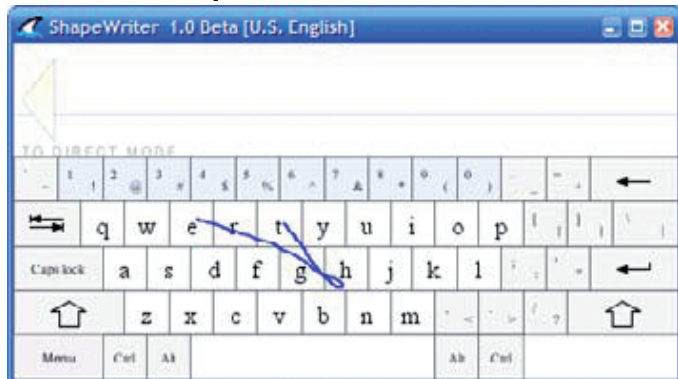 ShapeWriter 1.0 Beta [U.S. English]
TO DIRECT MODE
1 ! 2 @ 3 # 4 $ 5 % 6 ^ 7 & 8 * 9 ( 0 ) - _ = +
q w e r t y u i o p [ ] \
Caps lock a s d f g h j k l ; :
z x c v b n m , < . > / ?
Menu Ctrl Alt Alt Ctrl